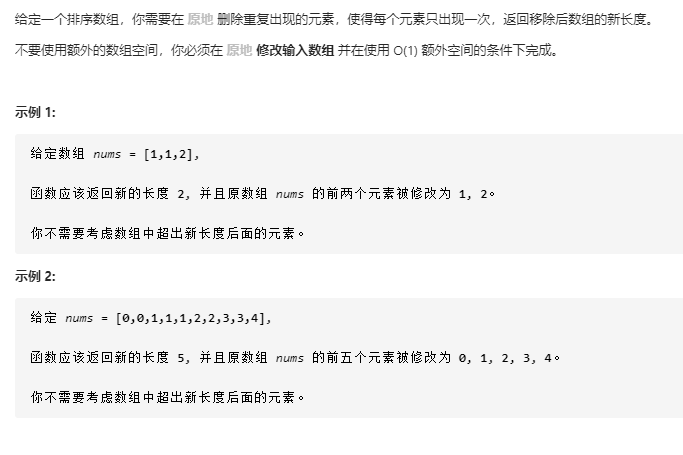 给定一个排序数组，你需要在 原地 删除重复出现的元素，使得每个元素只出现一次，返回移除后数组的新长度。
不要使用额外的数组空间，你必须在 原地 修改输入数组 并在使用 O(1) 额外空间的条件下完成。
示例 1:
给定数组 nums = [1,1,2],
函数应该返回新的长度 2, 并且原数组 nums 的前两个元素被修改为 1, 2。
你不需要考虑数组中超出新长度后面的元素。
示例 2:
给定 nums = [0,0,1,1,1,2,2,3,3,4],
函数应该返回新的长度 5, 并且原数组 nums 的前五个元素被修改为 0, 1, 2, 3, 4。
你不需要考虑数组中超出新长度后面的元素。